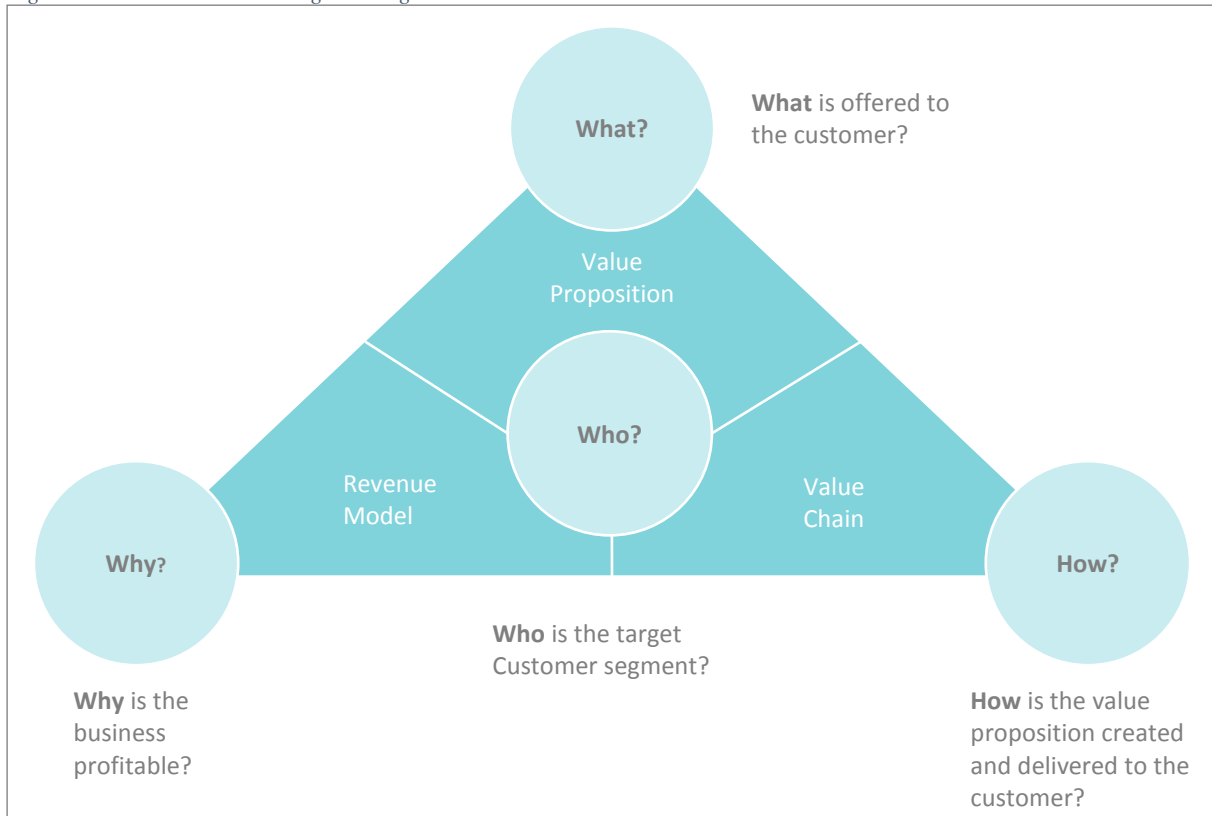 What?
What is offered to
the customer?
Value
Proposition
Who?
Revenue
Model
Value
Chain
Why?
How?
Who is the target
Customer segment?
Why is the
business
profitable?
How is the value
proposition created
and delivered to the
customer?